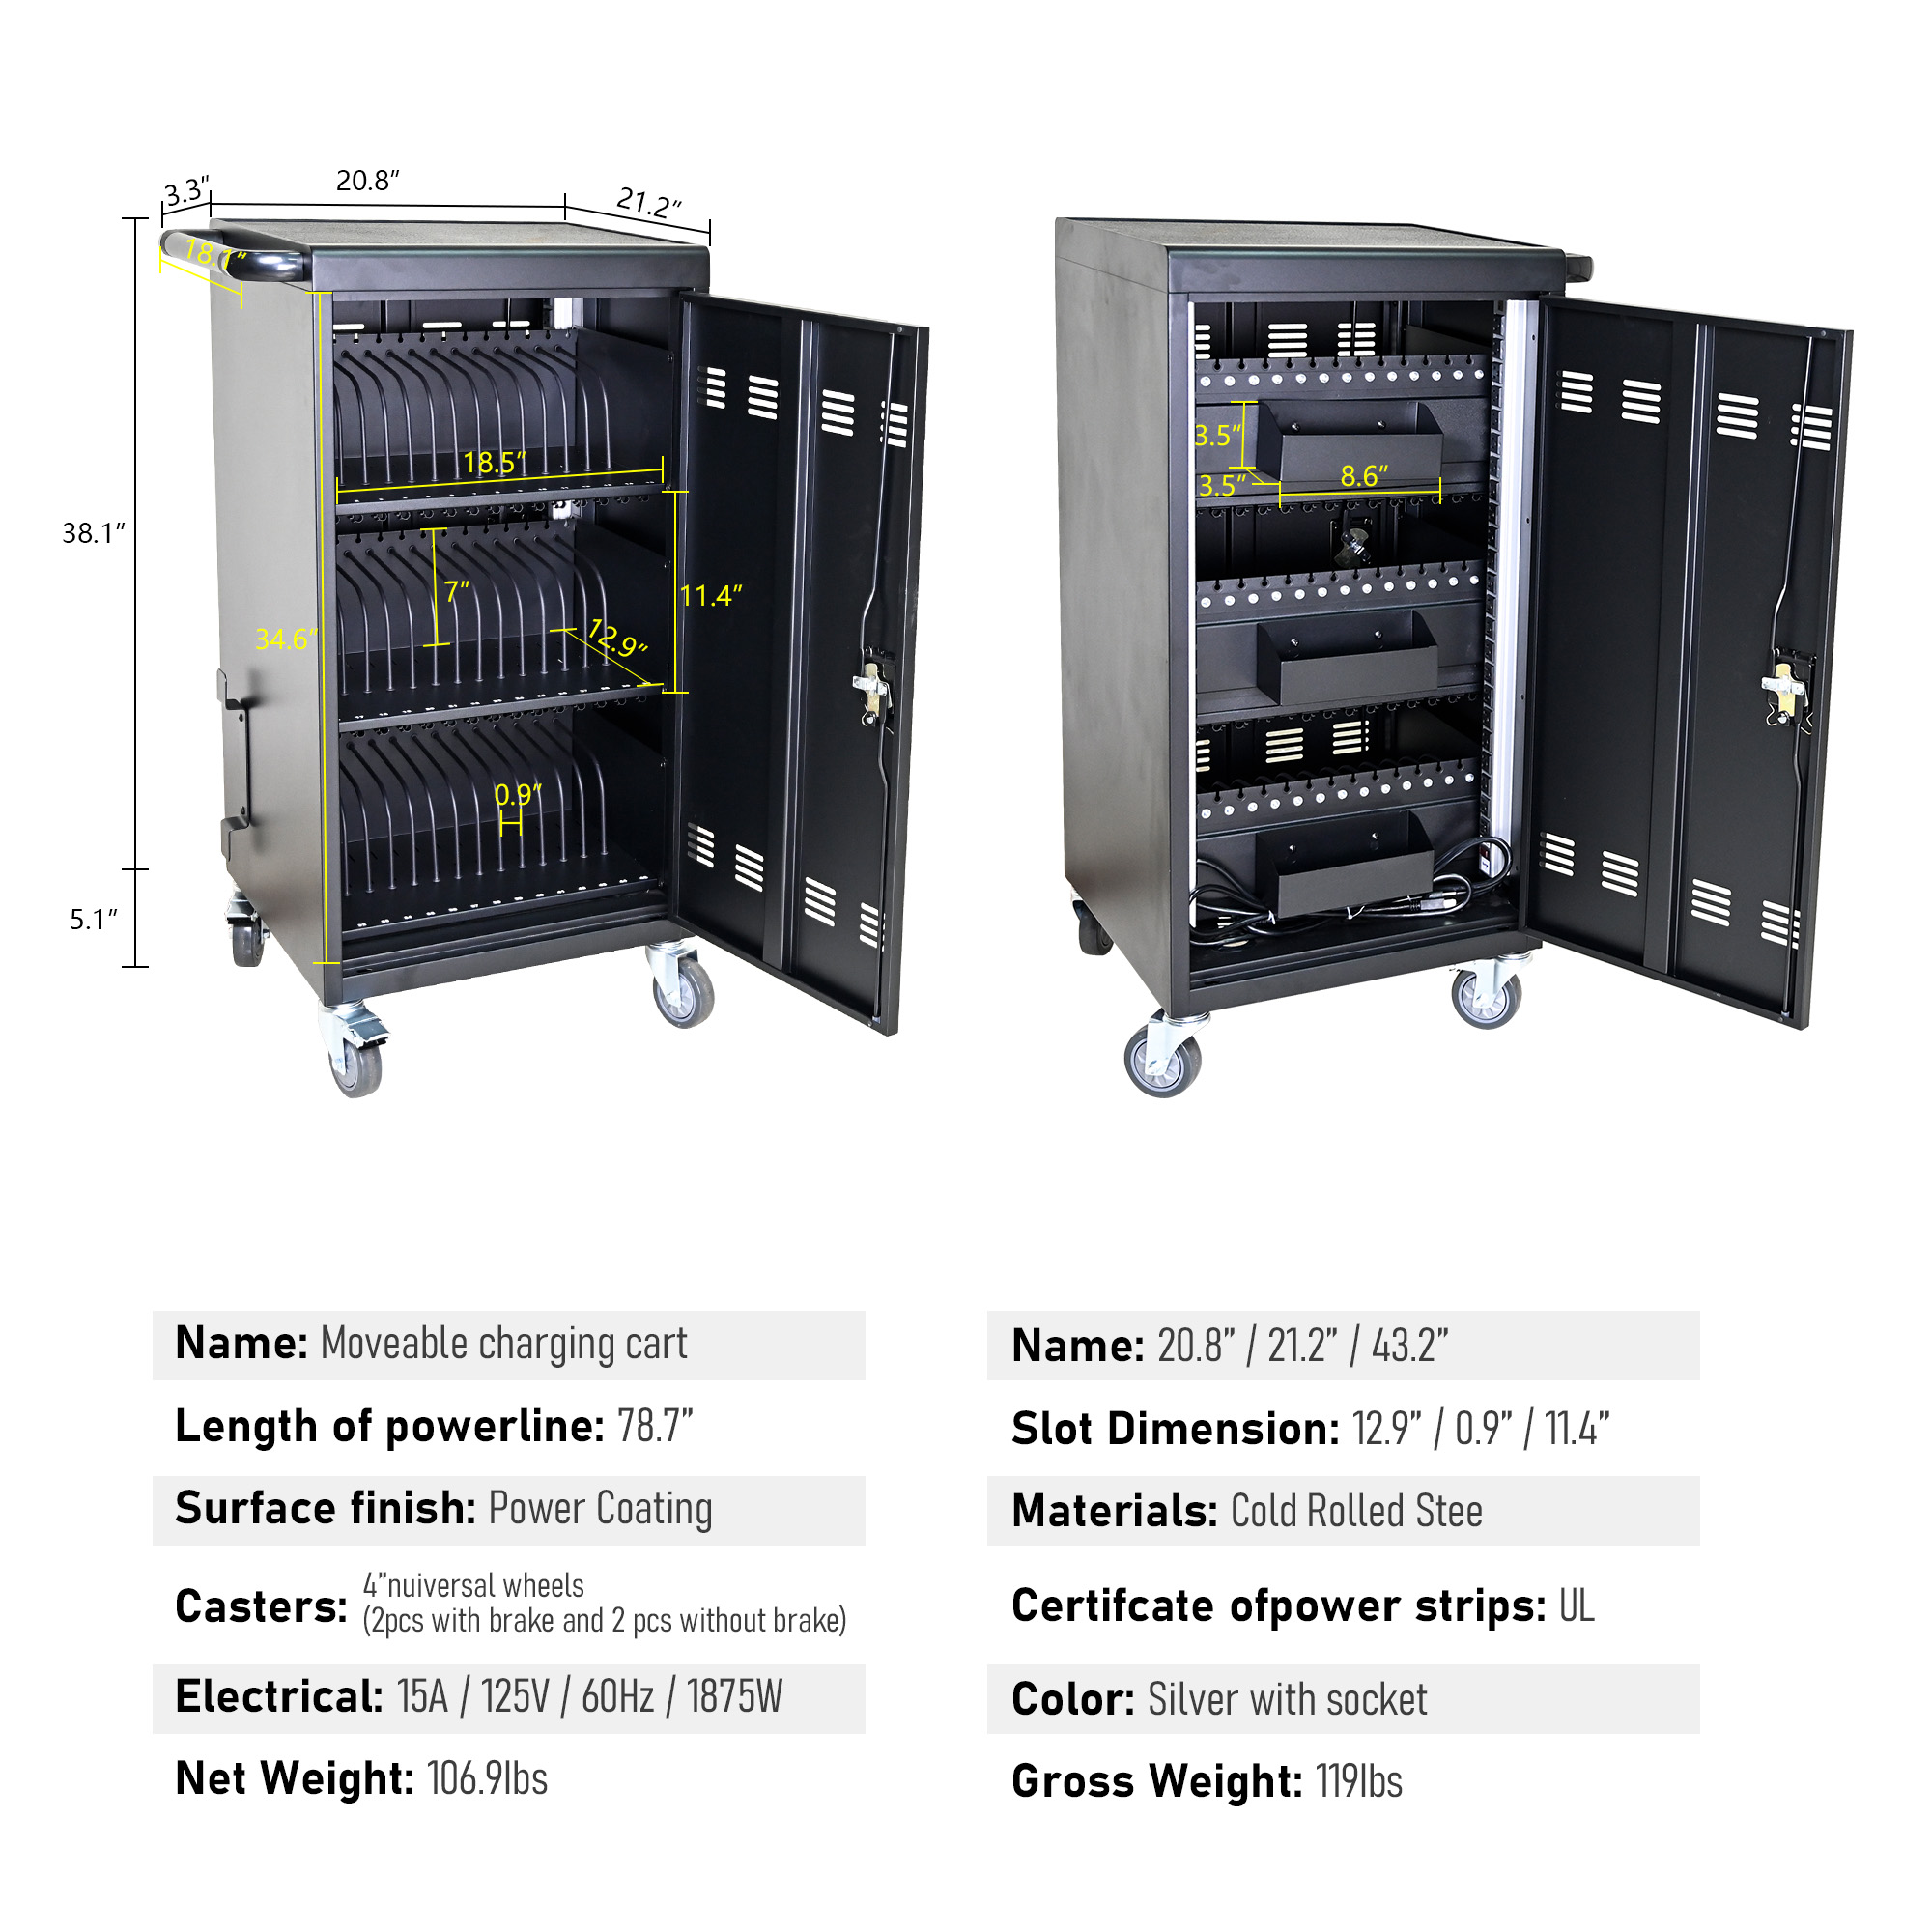 3.3″
20.8″
21.2″
18.1″
38.1″
34.6″
18.5″
7″
11.4″
12.9″
0.9″
5.1″
3.5″
3.5″
8.6″
Name: Moveable charging cart
Length of powerline: 78.7″
Surface finish: Power Coating
Casters: 4″nuiversal wheels
(2pcs with brake and 2 pcs without brake)
Electrical: 15A / 125V / 60Hz / 1875W
Net Weight: 106.9lbs
Name: 20.8″ / 21.2″ / 43.2″
Slot Dimension: 12.9″ / 0.9″ / 11.4″
Materials: Cold Rolled Stee
Certifcate ofpower strips: UL
Color: Silver with socket
Gross Weight: 119lbs